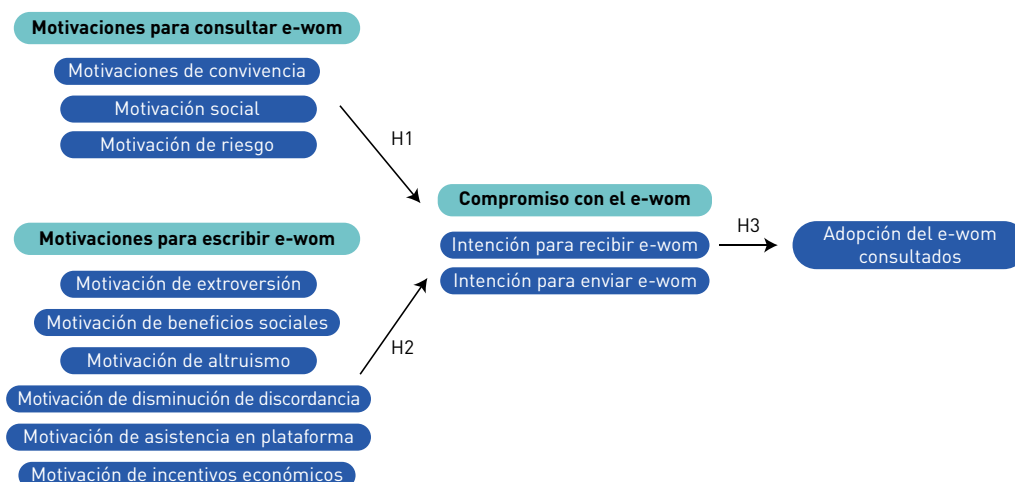 Motivaciones para consultar e-wom
Motivaciones de convivencia
Motivación social
Motivación de riesgo
H1
Compromiso con el e-wom
Intención para recibir e-wom
Intención para enviar e-wom
H3
Adopción del e-wom
consultados
Motivaciones para escribir e-wom
Motivación de extroversión
Motivación de beneficios sociales
Motivación de altruismo
Motivación de disminución de discordancia
Motivación de asistencia en plataforma
Motivación de incentivos económicos
H2